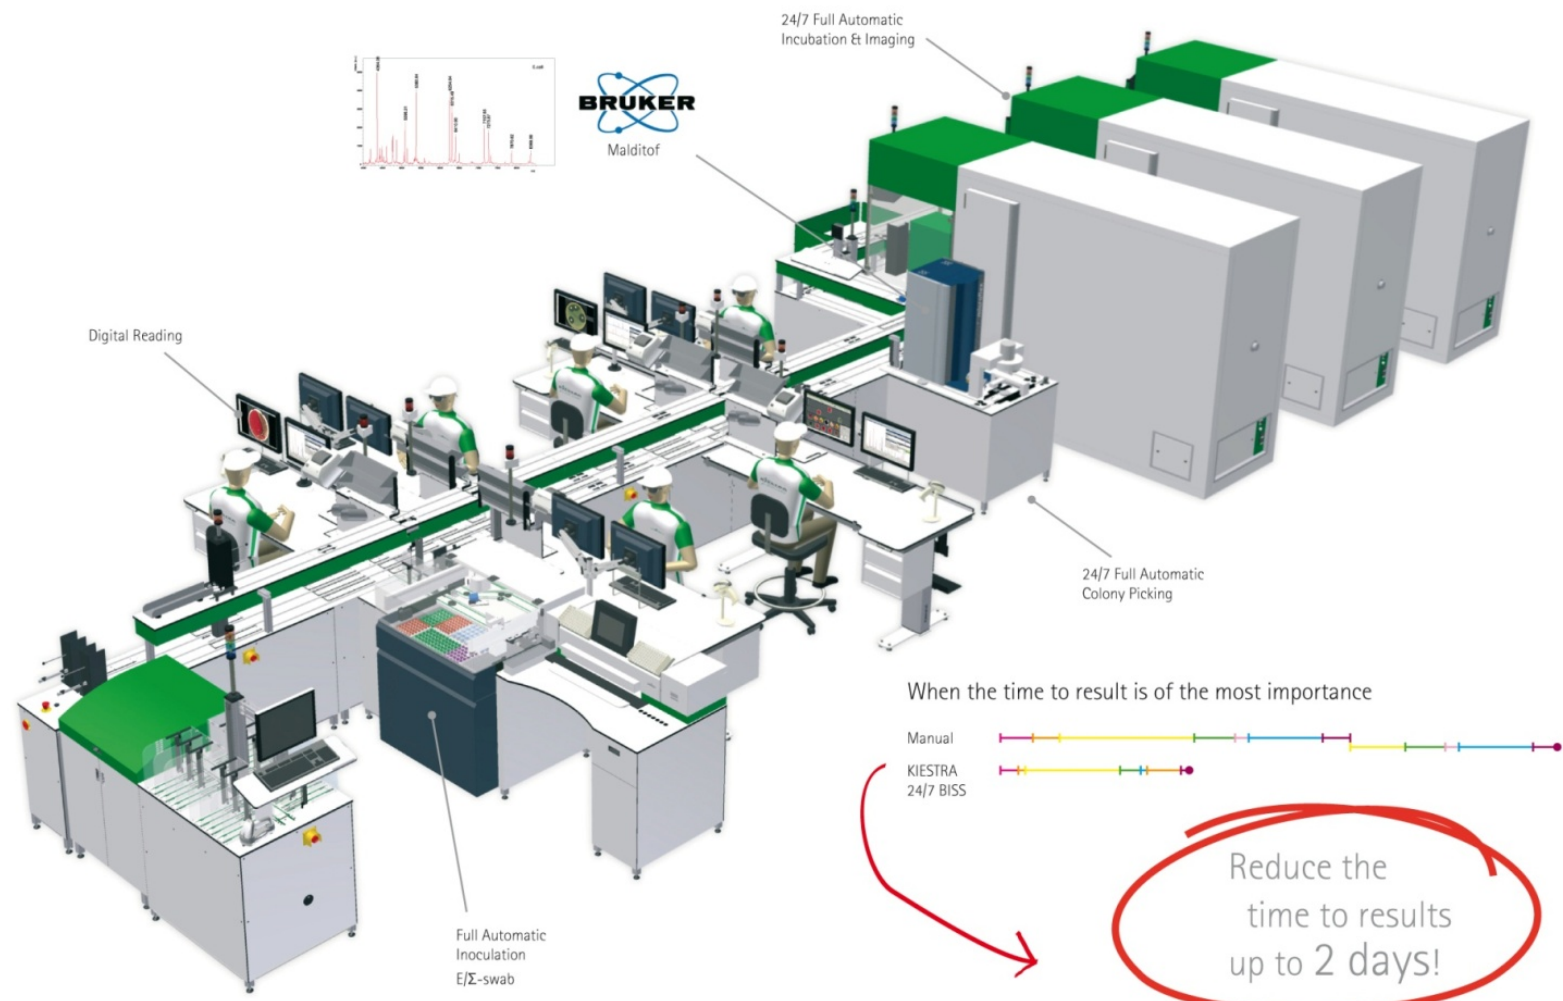 24/7 Full Automatic
Incubation & Imaging
BRUKER
Malditof
Digital Reading
24/7 Full Automatic
Colony Picking
When the time to result is of the most importance
Manual
KIESTRA
24/7 BISS
Reduce the
time to results
up to 2 days!
Full Automatic
Inoculation
E/Σ-swab